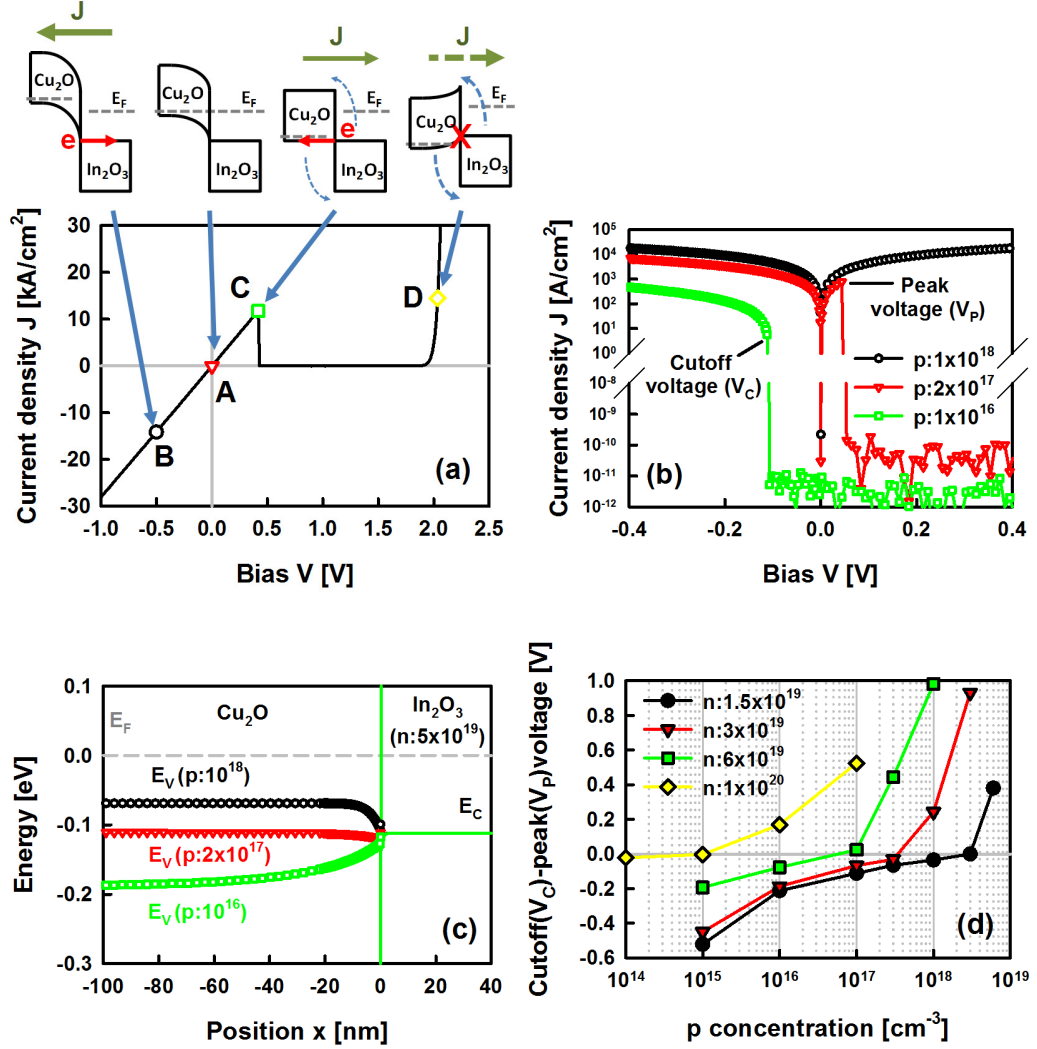 J
J
J
Cu₂O
E_F
e
In₂O₃
Cu₂O
E_F
In₂O₃
Cu₂O
E_F
e
In₂O₃
Cu₂O
X
E_F
In₂O₃
Current density J [kA/cm²]
30
20
10
0
-10
-20
-30
C
D
A
B
(a)
-1.0 -0.5 0.0 0.5 1.0 1.5 2.0 2.5
Bias V [V]
Current density J [A/cm²]
10⁵
10⁴
10³
10²
10¹
10⁰
10⁻⁸
10⁻⁹
10⁻¹⁰
10⁻¹¹
10⁻¹²
Peak
voltage (V_P)
Cutoff
voltage (V_C)
p:1x10¹⁸
p:2x10¹⁷
p:1x10¹⁶
(b)
-0.4 -0.2 0.0 0.2 0.4
Bias V [V]
Energy [eV]
0.1
0.0
-0.1
-0.2
-0.3
Cu₂O
In₂O₃
(n:5x10¹⁹)
E_F
E_V (p:10¹⁸)
E_C
E_V (p:2x10¹⁷)
E_V (p:10¹⁶)
(c)
-100 -80 -60 -40 -20 0 20 40
Position x [nm]
Cutoff(V_C)-peak(V_P)voltage [V]
1.0
0.8
0.6
0.4
0.2
0.0
-0.2
-0.4
-0.6
n:1.5x10¹⁹
n:3x10¹⁹
n:6x10¹⁹
n:1x10²⁰
(d)
10¹⁴ 10¹⁵ 10¹⁶ 10¹⁷ 10¹⁸ 10¹⁹
p concentration [cm⁻³]